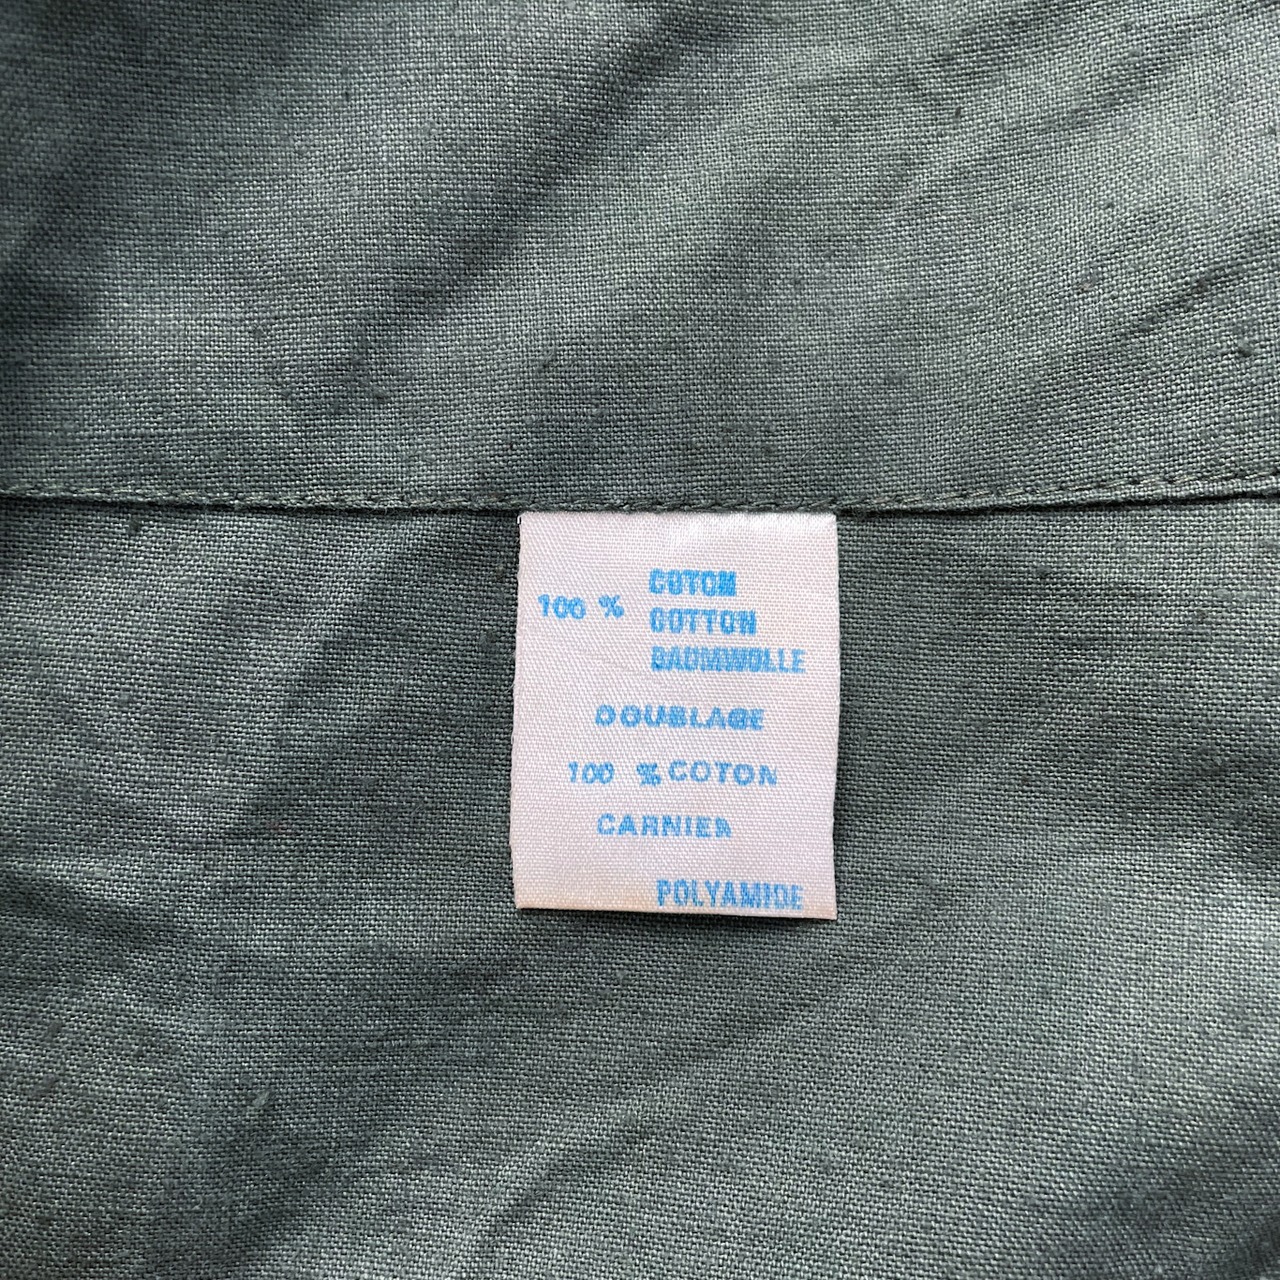 100 % COTON
COTTON
BAUMWOLLE
DOUBLAGE
100 % COTON
CARNIER
POLYAMIDE